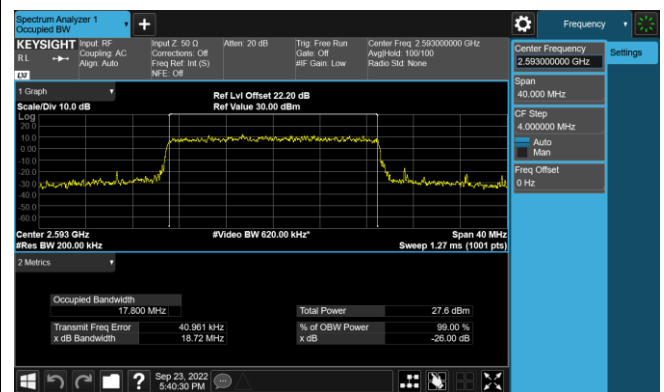 Spectrum Analyzer 1
Occupied BW
+
Frequency
KEYSIGHT
R L
LXI
Input: RF
Coupling: AC
Align: Auto
Input Z: 50 Ω
Corrections: Off
Freq Ref: Int (S)
NFE: Off
Atten: 20 dB
Trig: Free Run
Gate: Off
#IF Gain: Low
Center Freq: 2.593000000 GHz
Avg|Hold: 100/100
Radio Std: None
Center Frequency
2.593000000 GHz
Settings
Span
40.000 MHz
CF Step
4.000000 MHz
Auto
Man
Freq Offset
0 Hz
1 Graph
Scale/Div 10.0 dB
Ref Lvl Offset 22.20 dB
Ref Value 30.00 dBm
Log
20.0
10.0
0.00
-10.0
-20.0
-30.0
-40.0
-50.0
-60.0
Center 2.593 GHz
#Video BW 620.00 kHz*
Span 40 MHz
#Res BW 200.00 kHz
Sweep 1.27 ms (1001 pts)
2 Metrics
Occupied Bandwidth
17.800 MHz
Total Power 27.6 dBm
Transmit Freq Error 40.961 kHz
% of OBW Power 99.00 %
x dB Bandwidth 18.72 MHz
x dB -26.00 dB
?
Sep 23, 2022
5:40:30 PM